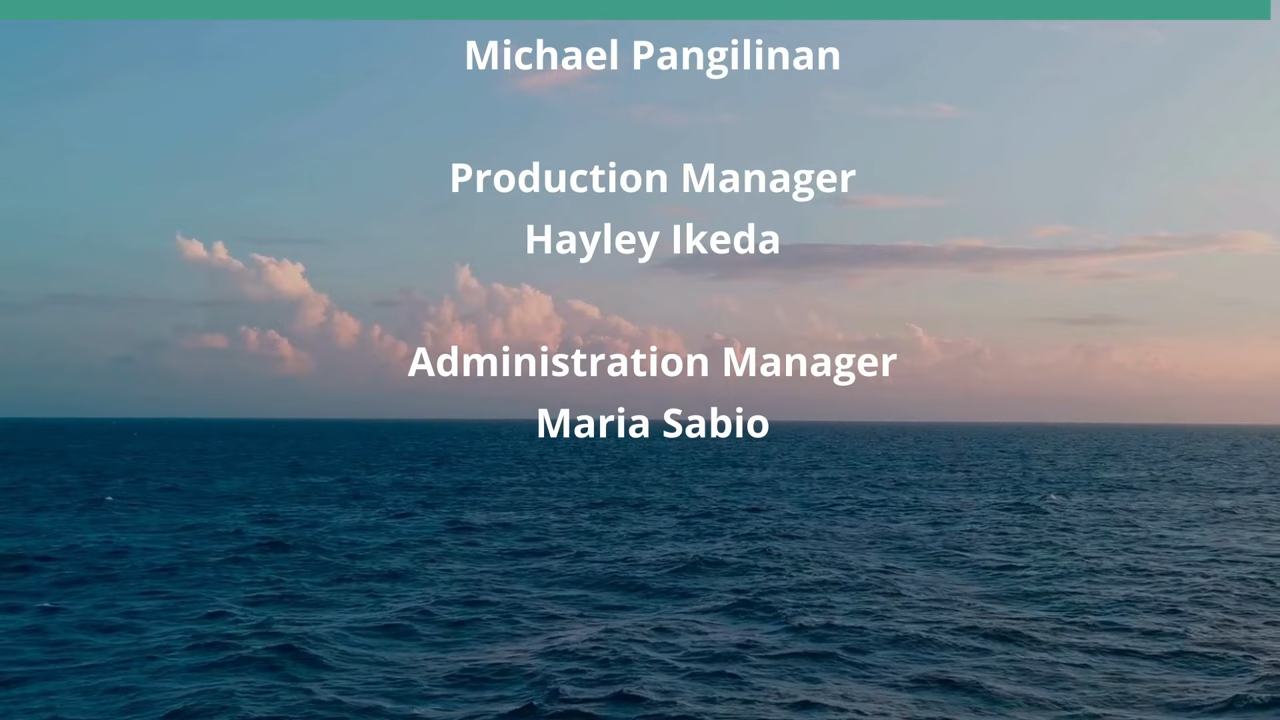 Michael Pangilinan
Production Manager
Hayley Ikeda
Administration Manager
Maria Sabio